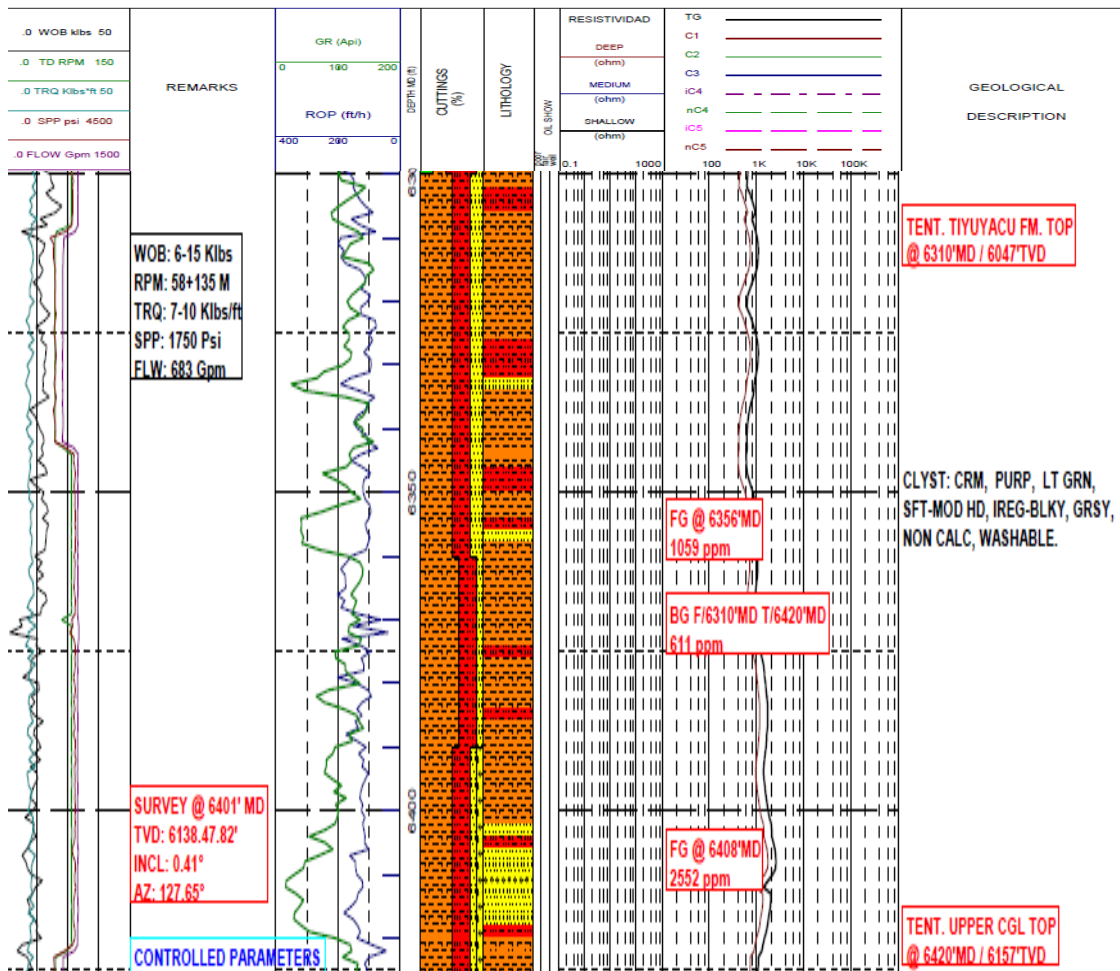 .0 WOB klbs 50
.0 TD RPM 150
.0 TRQ Klbs*ft 50
.0 SPP psi 4500
.0 FLOW Gpm 1500
REMARKS
GR (Api)
0 100 200
ROP (ft/h)
400 200 0
DEPTH MD (ft)
CUTTINGS
(%)
LITHOLOGY
OIL SHOW
RESISTIVIDAD
DEEP
(ohm)
MEDIUM
(ohm)
SHALLOW
(ohm)
0.1 1000
TG
C1
C2
C3
iC4
nC4
iC5
nC5
100 1K 10K 100K
GEOLOGICAL
DESCRIPTION
630
WOB: 6-15 Klbs
RPM: 58+135 M
TRQ: 7-10 Klbs/ft
SPP: 1750 Psi
FLW: 683 Gpm
TENT. TIYUYACU FM. TOP
@ 6310'MD / 6047'TVD
6350
CLYST: CRM, PURP, LT GRN,
SFT-MOD HD, IREG-BLKY, GRSY,
NON CALC, WASHABLE.
FG @ 6356'MD
1059 ppm
BG F/6310'MD T/6420'MD
611 ppm
6400
SURVEY @ 6401' MD
TVD: 6138.47.82'
INCL: 0.41°
AZ: 127.65°
FG @ 6408'MD
2552 ppm
TENT. UPPER CGL TOP
@ 6420'MD / 6157'TVD
CONTROLLED PARAMETERS